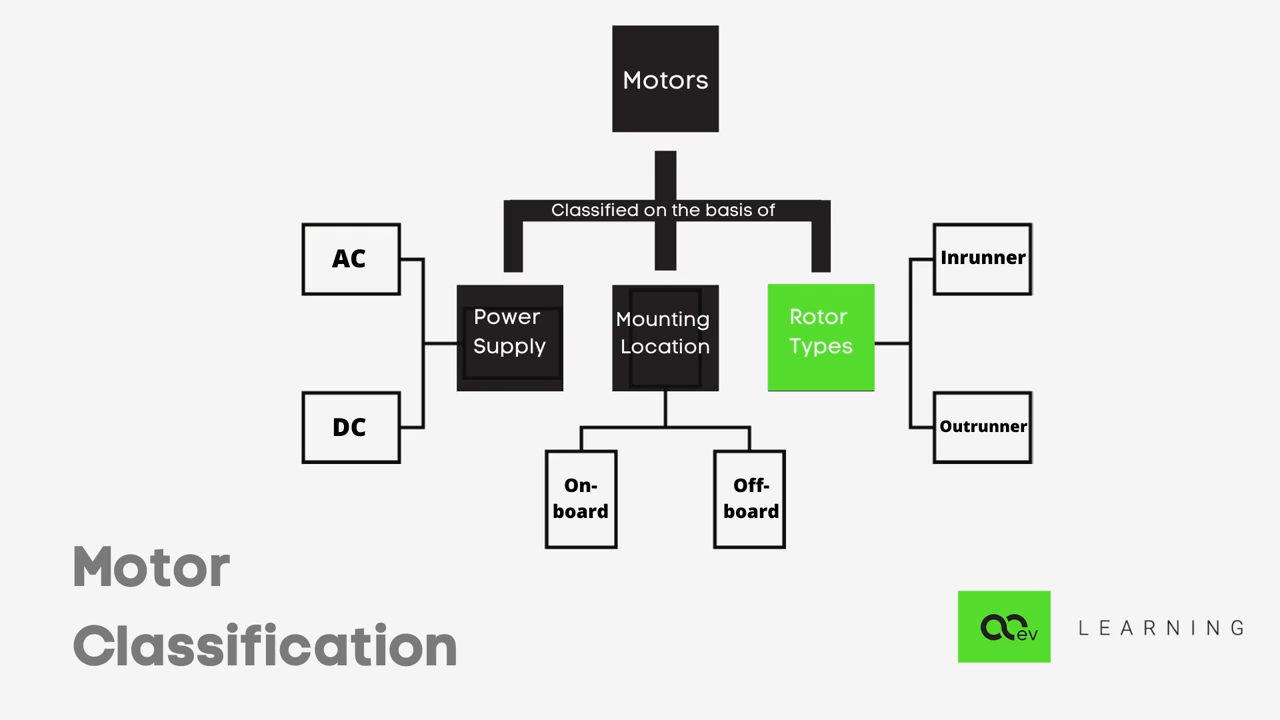 Motors
Classified on the basis of
AC
Inrunner
Power
Supply
Mounting
Location
Rotor
Types
DC
Outrunner
On-
board
Off-
board
Motor
Classification
ev
LEARNING